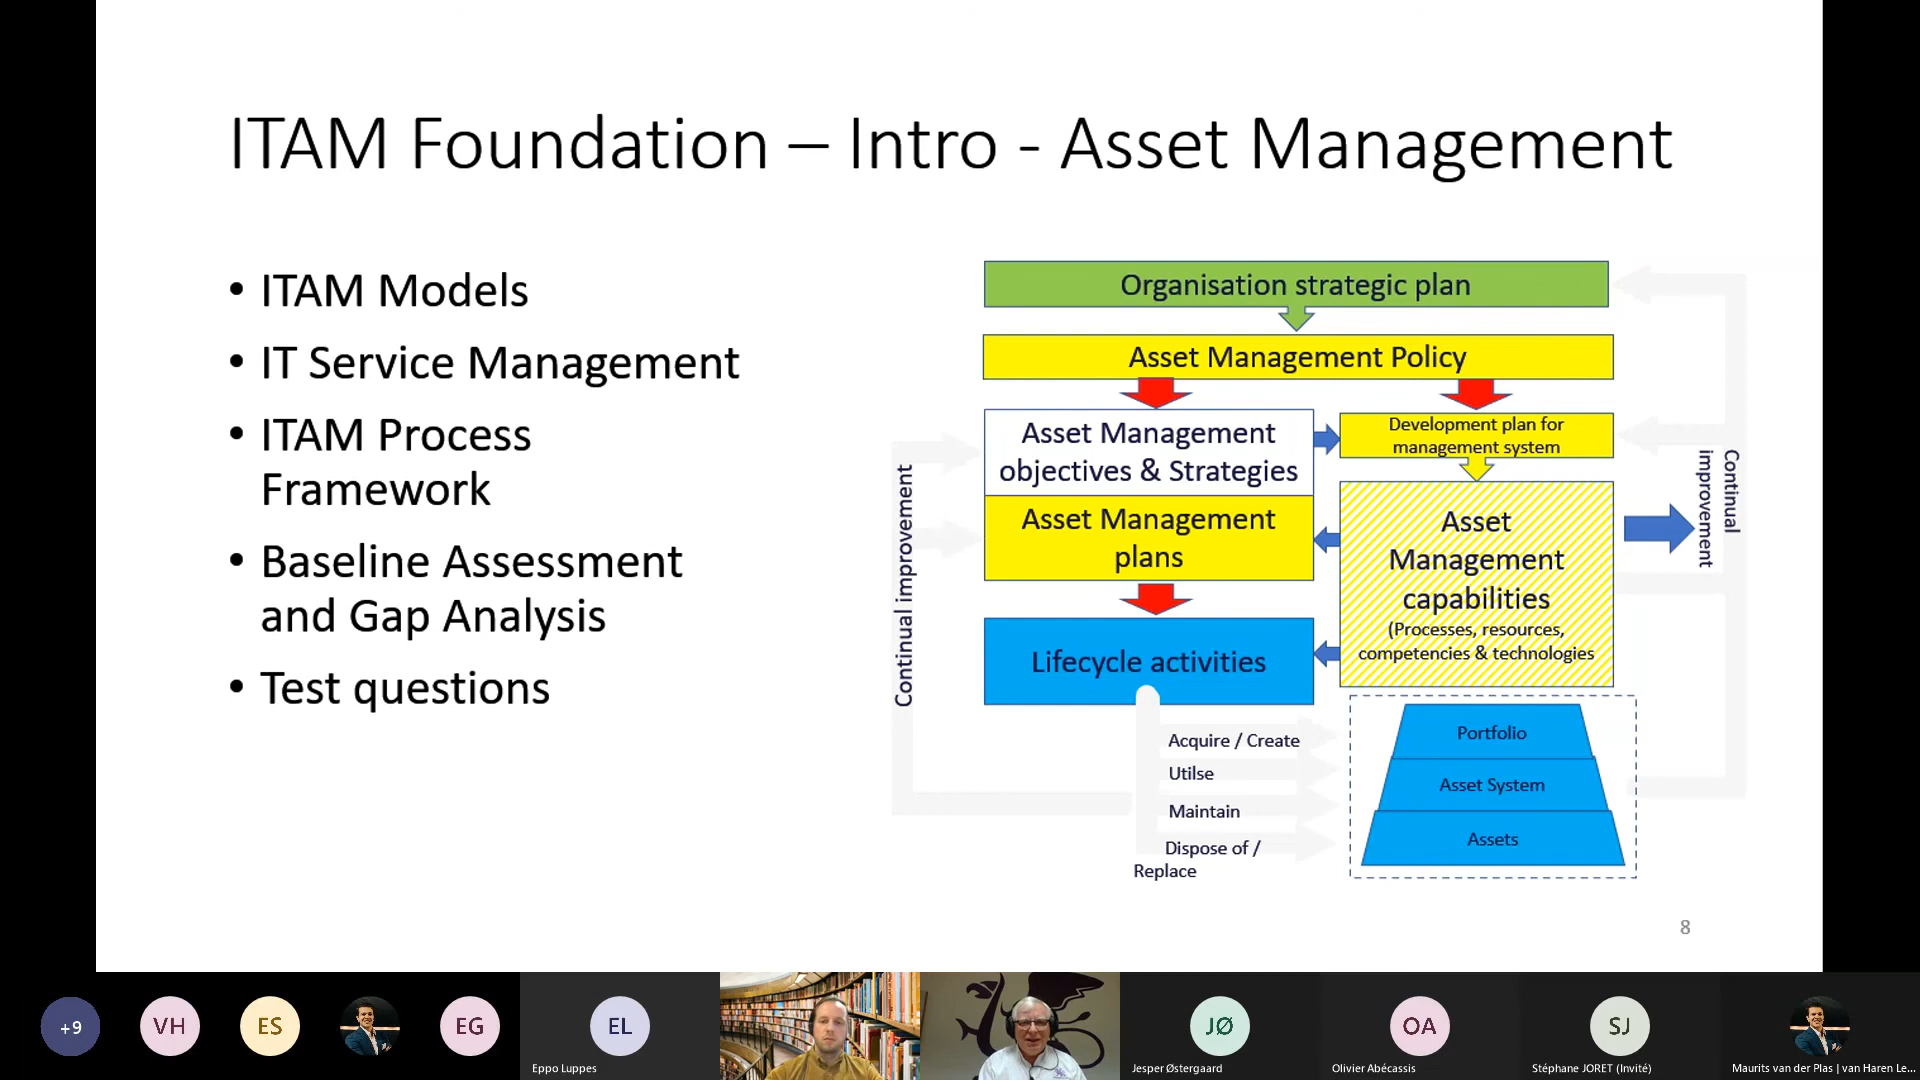 ITAM Foundation – Intro - Asset Management
• ITAM Models
• IT Service Management
• ITAM Process
Framework
• Baseline Assessment
and Gap Analysis
• Test questions
Organisation strategic plan
Asset Management Policy
Asset Management
objectives & Strategies
Development plan for
management system
Asset Management
plans
Asset
Management
capabilities
(Processes, resources,
competencies & technologies
Lifecycle activities
Continual improvement
Continual
improvement
Acquire / Create
Utilse
Maintain
Dispose of /
Replace
Portfolio
Asset System
Assets
8
+9
VH
ES
EG
EL
Eppo Luppes
JØ
Jesper Østergaard
OA
Olivier Abécassis
SJ
Stéphane JORET (Invité)
Maurits van der Plas | van Haren Le...